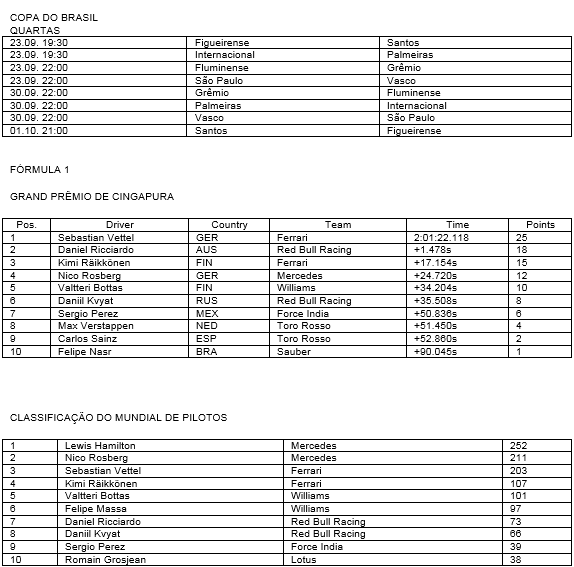 COPA DO BRASIL
QUARTAS
23.09. 19:30 Figueirense Santos
23.09. 19:30 Internacional Palmeiras
23.09. 22:00 Fluminense Grêmio
23.09. 22:00 São Paulo Vasco
30.09. 22:00 Grêmio Fluminense
30.09. 22:00 Palmeiras Internacional
30.09. 22:00 Vasco São Paulo
01.10. 21:00 Santos Figueirense
FÓRMULA 1
GRAND PRÊMIO DE CINGAPURA
Pos. Driver Country Team Time Points
1 Sebastian Vettel GER Ferrari 2:01:22.118 25
2 Daniel Ricciardo AUS Red Bull Racing +1.478s 18
3 Kimi Räikkönen FIN Ferrari +17.154s 15
4 Nico Rosberg GER Mercedes +24.720s 12
5 Valtteri Bottas FIN Williams +34.204s 10
6 Daniil Kvyat RUS Red Bull Racing +35.508s 8
7 Sergio Perez MEX Force India +50.836s 6
8 Max Verstappen NED Toro Rosso +51.450s 4
9 Carlos Sainz ESP Toro Rosso +52.860s 2
10 Felipe Nasr BRA Sauber +90.045s 1
CLASSIFICAÇÃO DO MUNDIAL DE PILOTOS
1 Lewis Hamilton Mercedes 252
2 Nico Rosberg Mercedes 211
3 Sebastian Vettel Ferrari 203
4 Kimi Räikkönen Ferrari 107
5 Valtteri Bottas Williams 101
6 Felipe Massa Williams 97
7 Daniel Ricciardo Red Bull Racing 73
8 Daniil Kvyat Red Bull Racing 66
9 Sergio Perez Force India 39
10 Romain Grosjean Lotus 38